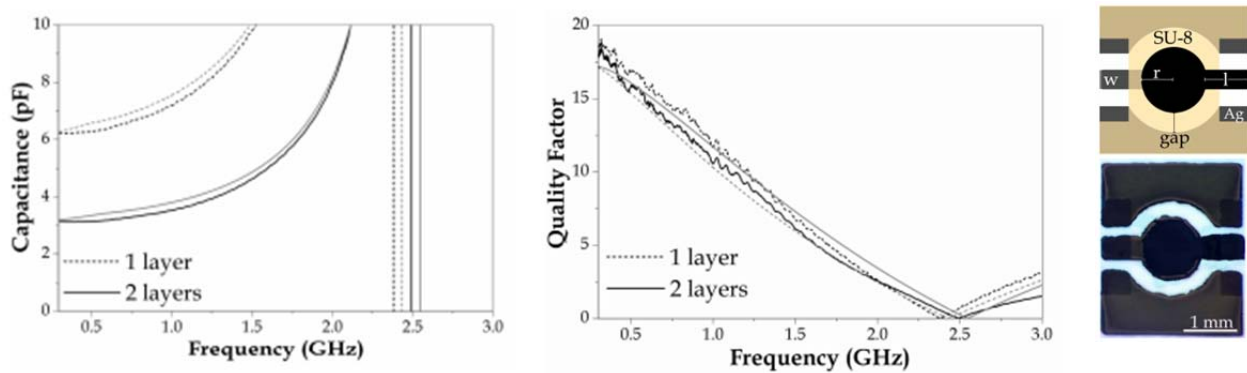 Capacitance (pF)
10
8
6
4
2
0
1 layer
2 layers
0.5
1.0
1.5
2.0
2.5
3.0
Frequency (GHz)
Quality Factor
20
15
10
5
0
1 layer
2 layers
0.5
1.0
1.5
2.0
2.5
3.0
Frequency (GHz)
SU-8
w
r
l
Ag
gap
1 mm